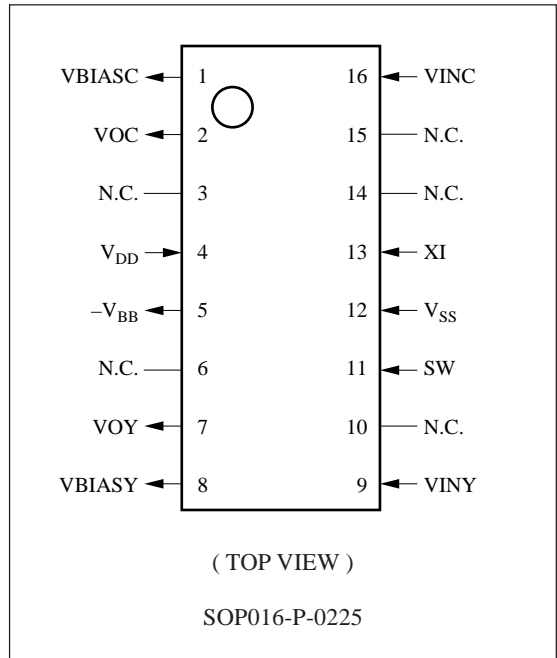 VBIASC 1 16 VINC
VOC 2 15 N.C.
N.C. 3 14 N.C.
VDD 4 13 XI
–VBB 5 12 VSS
N.C. 6 11 SW
VOY 7 10 N.C.
VBIASY 8 9 VINY
( TOP VIEW )
SOP016-P-0225